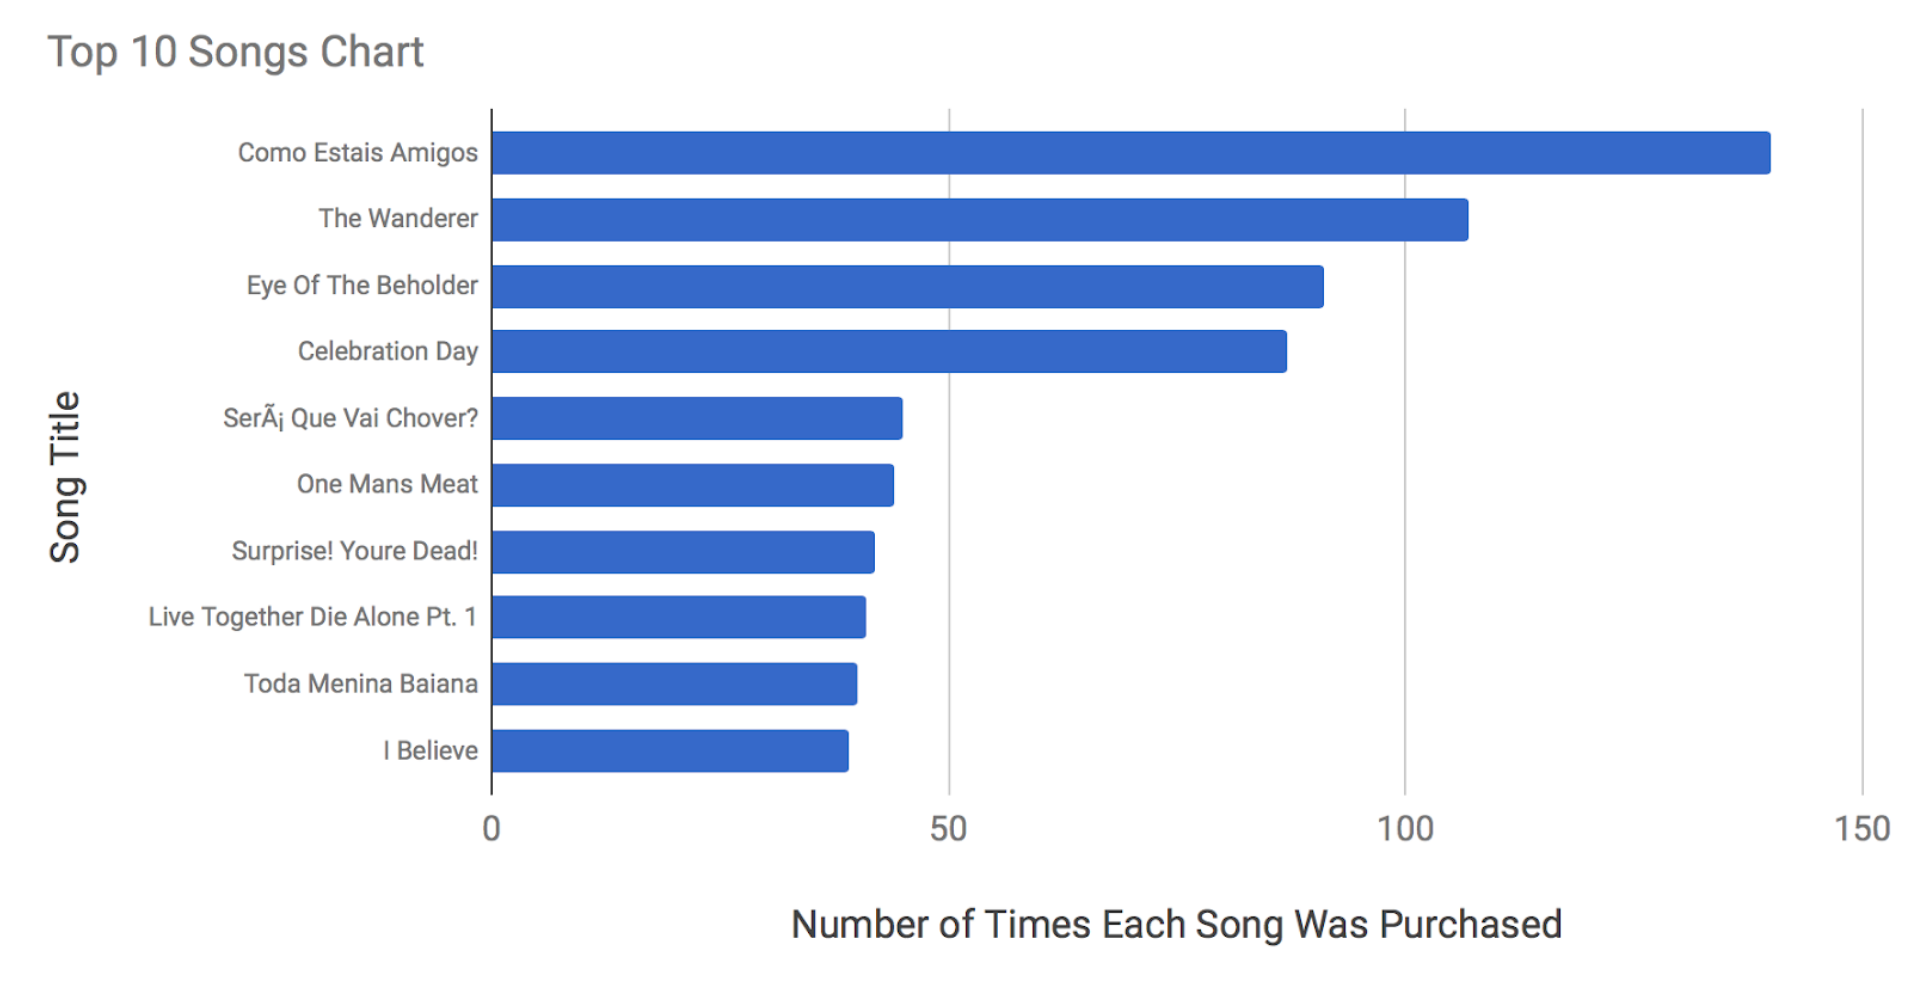 Top 10 Songs Chart
Song Title
Como Estais Amigos
The Wanderer
Eye Of The Beholder
Celebration Day
SerÃ¡ Que Vai Chover?
One Mans Meat
Surprise! Youre Dead!
Live Together Die Alone Pt. 1
Toda Menina Baiana
I Believe
0 50 100 150
Number of Times Each Song Was Purchased